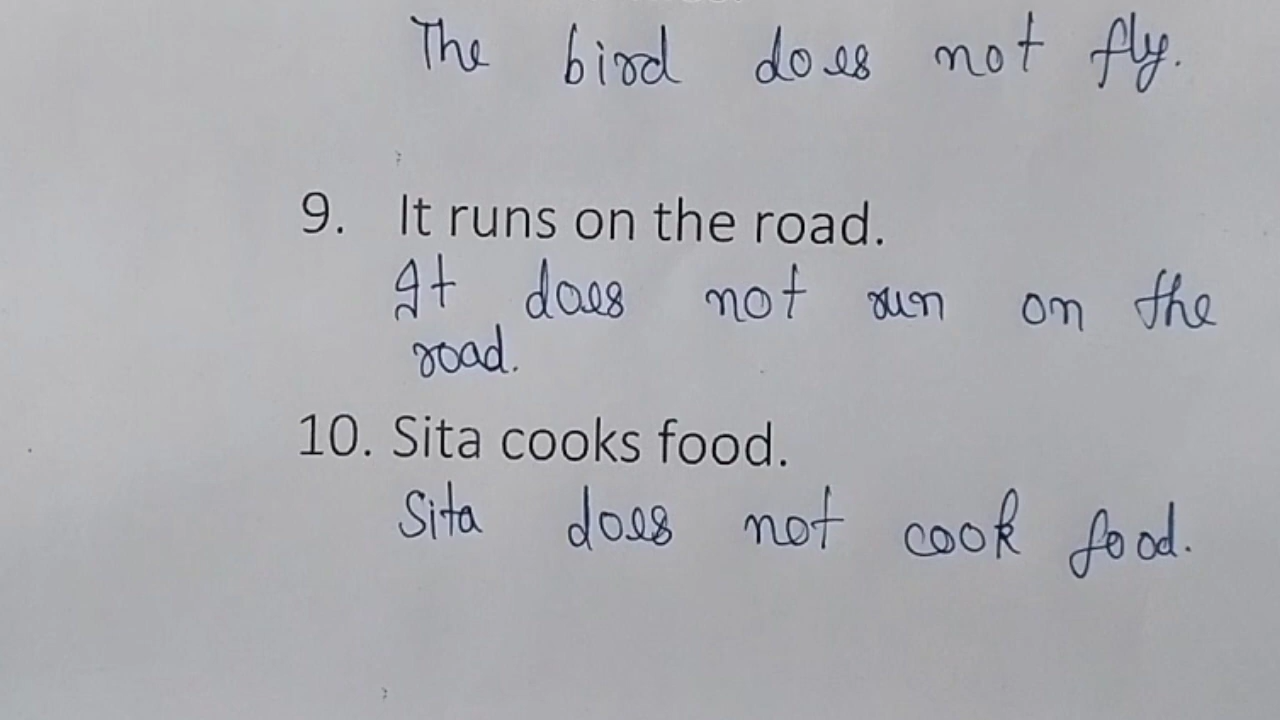 The bird does not fly.
9. It runs on the road.
It does not run on the
road.
10. Sita cooks food.
Sita does not cook food.